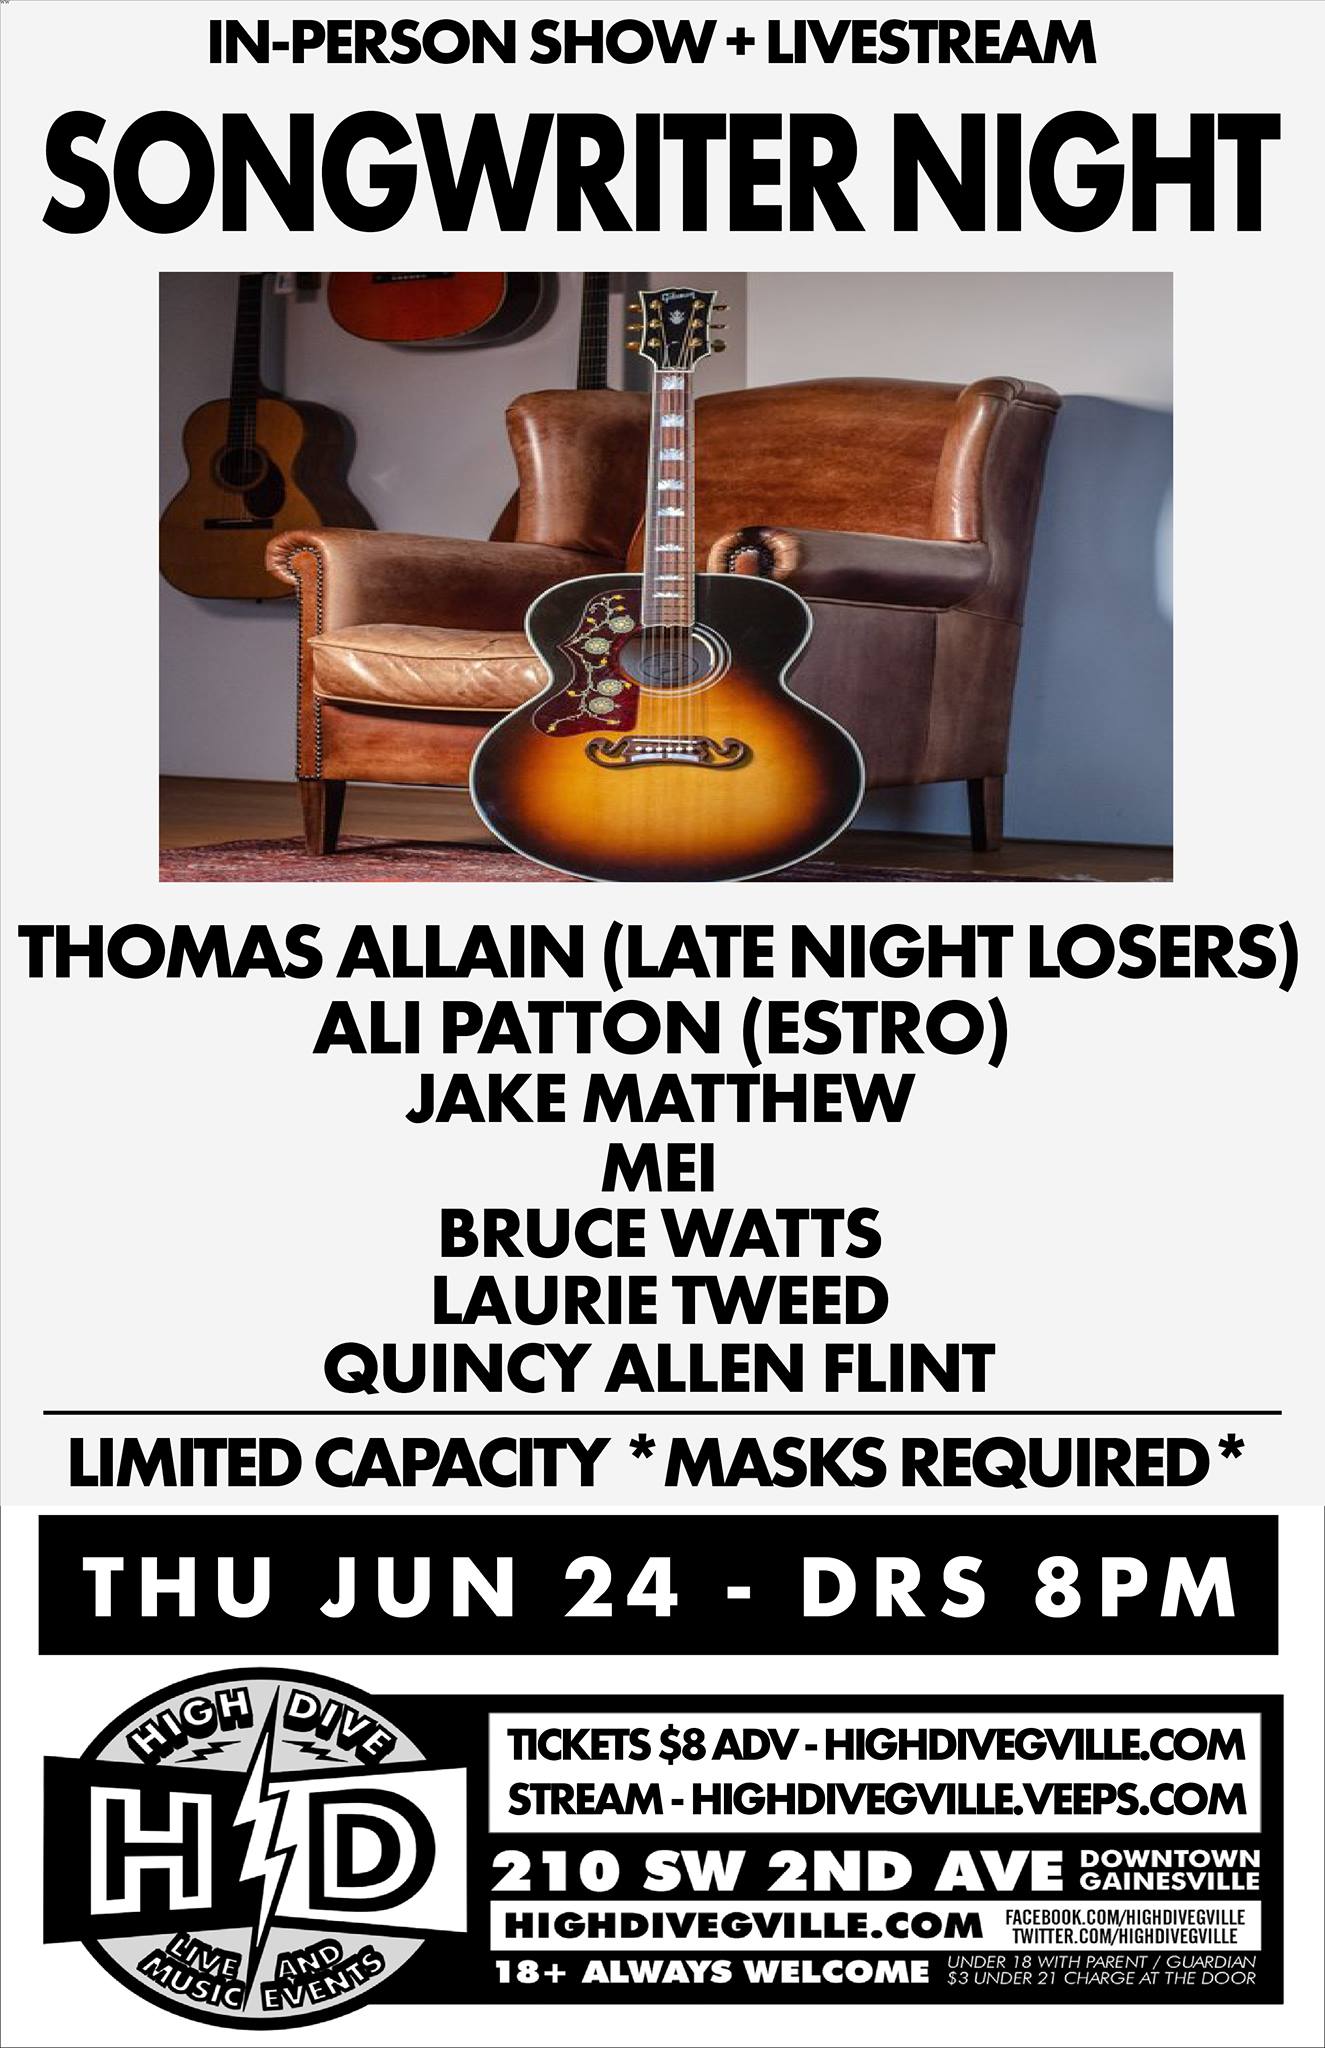 IN-PERSON SHOW + LIVESTREAM
SONGWRITER NIGHT
Gibson
THOMAS ALLAIN (LATE NIGHT LOSERS)
ALI PATTON (ESTRO)
JAKE MATTHEW
MEI
BRUCE WATTS
LAURIE TWEED
QUINCY ALLEN FLINT
LIMITED CAPACITY *MASKS REQUIRED*
THU JUN 24 - DRS 8PM
HIGH DIVE
HD
LIVE MUSIC AND EVENTS
TICKETS $8 ADV - HIGHDIVEGVILLE.COM
STREAM - HIGHDIVEGVILLE.VEEPS.COM
210 SW 2ND AVE DOWNTOWN GAINESVILLE
HIGHDIVEGVILLE.COM
FACEBOOK.COM/HIGHDIVEGVILLE
TWITTER.COM/HIGHDIVEGVILLE
18+ ALWAYS WELCOME
UNDER 18 WITH PARENT / GUARDIAN
$3 UNDER 21 CHARGE AT THE DOOR